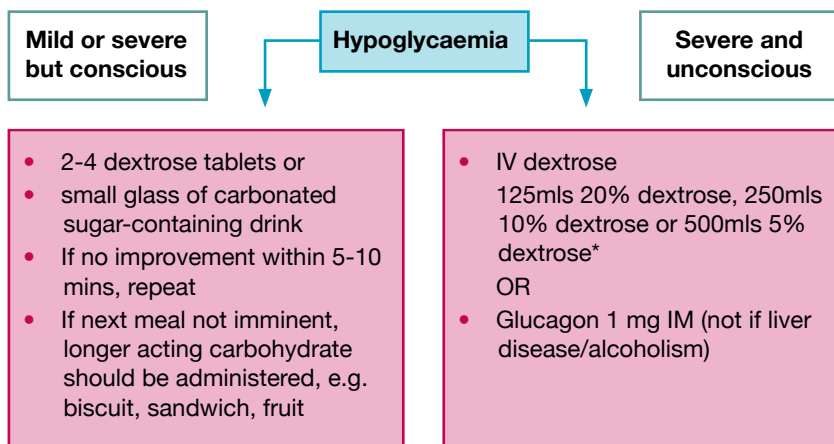 Mild or severe
but conscious
Hypoglycaemia
Severe and
unconscious
• 2-4 dextrose tablets or
• small glass of carbonated
sugar-containing drink
• If no improvement within 5-10
mins, repeat
• If next meal not imminent,
longer acting carbohydrate
should be administered, e.g.
biscuit, sandwich, fruit
• IV dextrose
125mls 20% dextrose, 250mls
10% dextrose or 500mls 5%
dextrose*
OR
• Glucagon 1 mg IM (not if liver
disease/alcoholism)